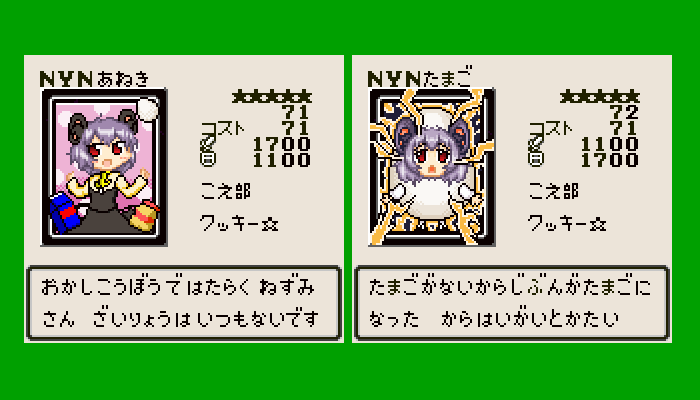 NYNあねき
★★★★★
71
コスト 71
1700
1100
こえ部
クッキー☆
おかしこうぼうではたらく ねずみ
さん ざいりょうはいつもないです
NYNたまご
★★★★★
72
コスト 71
1100
1700
こえ部
クッキー☆
たまごがないからじぶんがたまごに
なった からはいがいとかたい